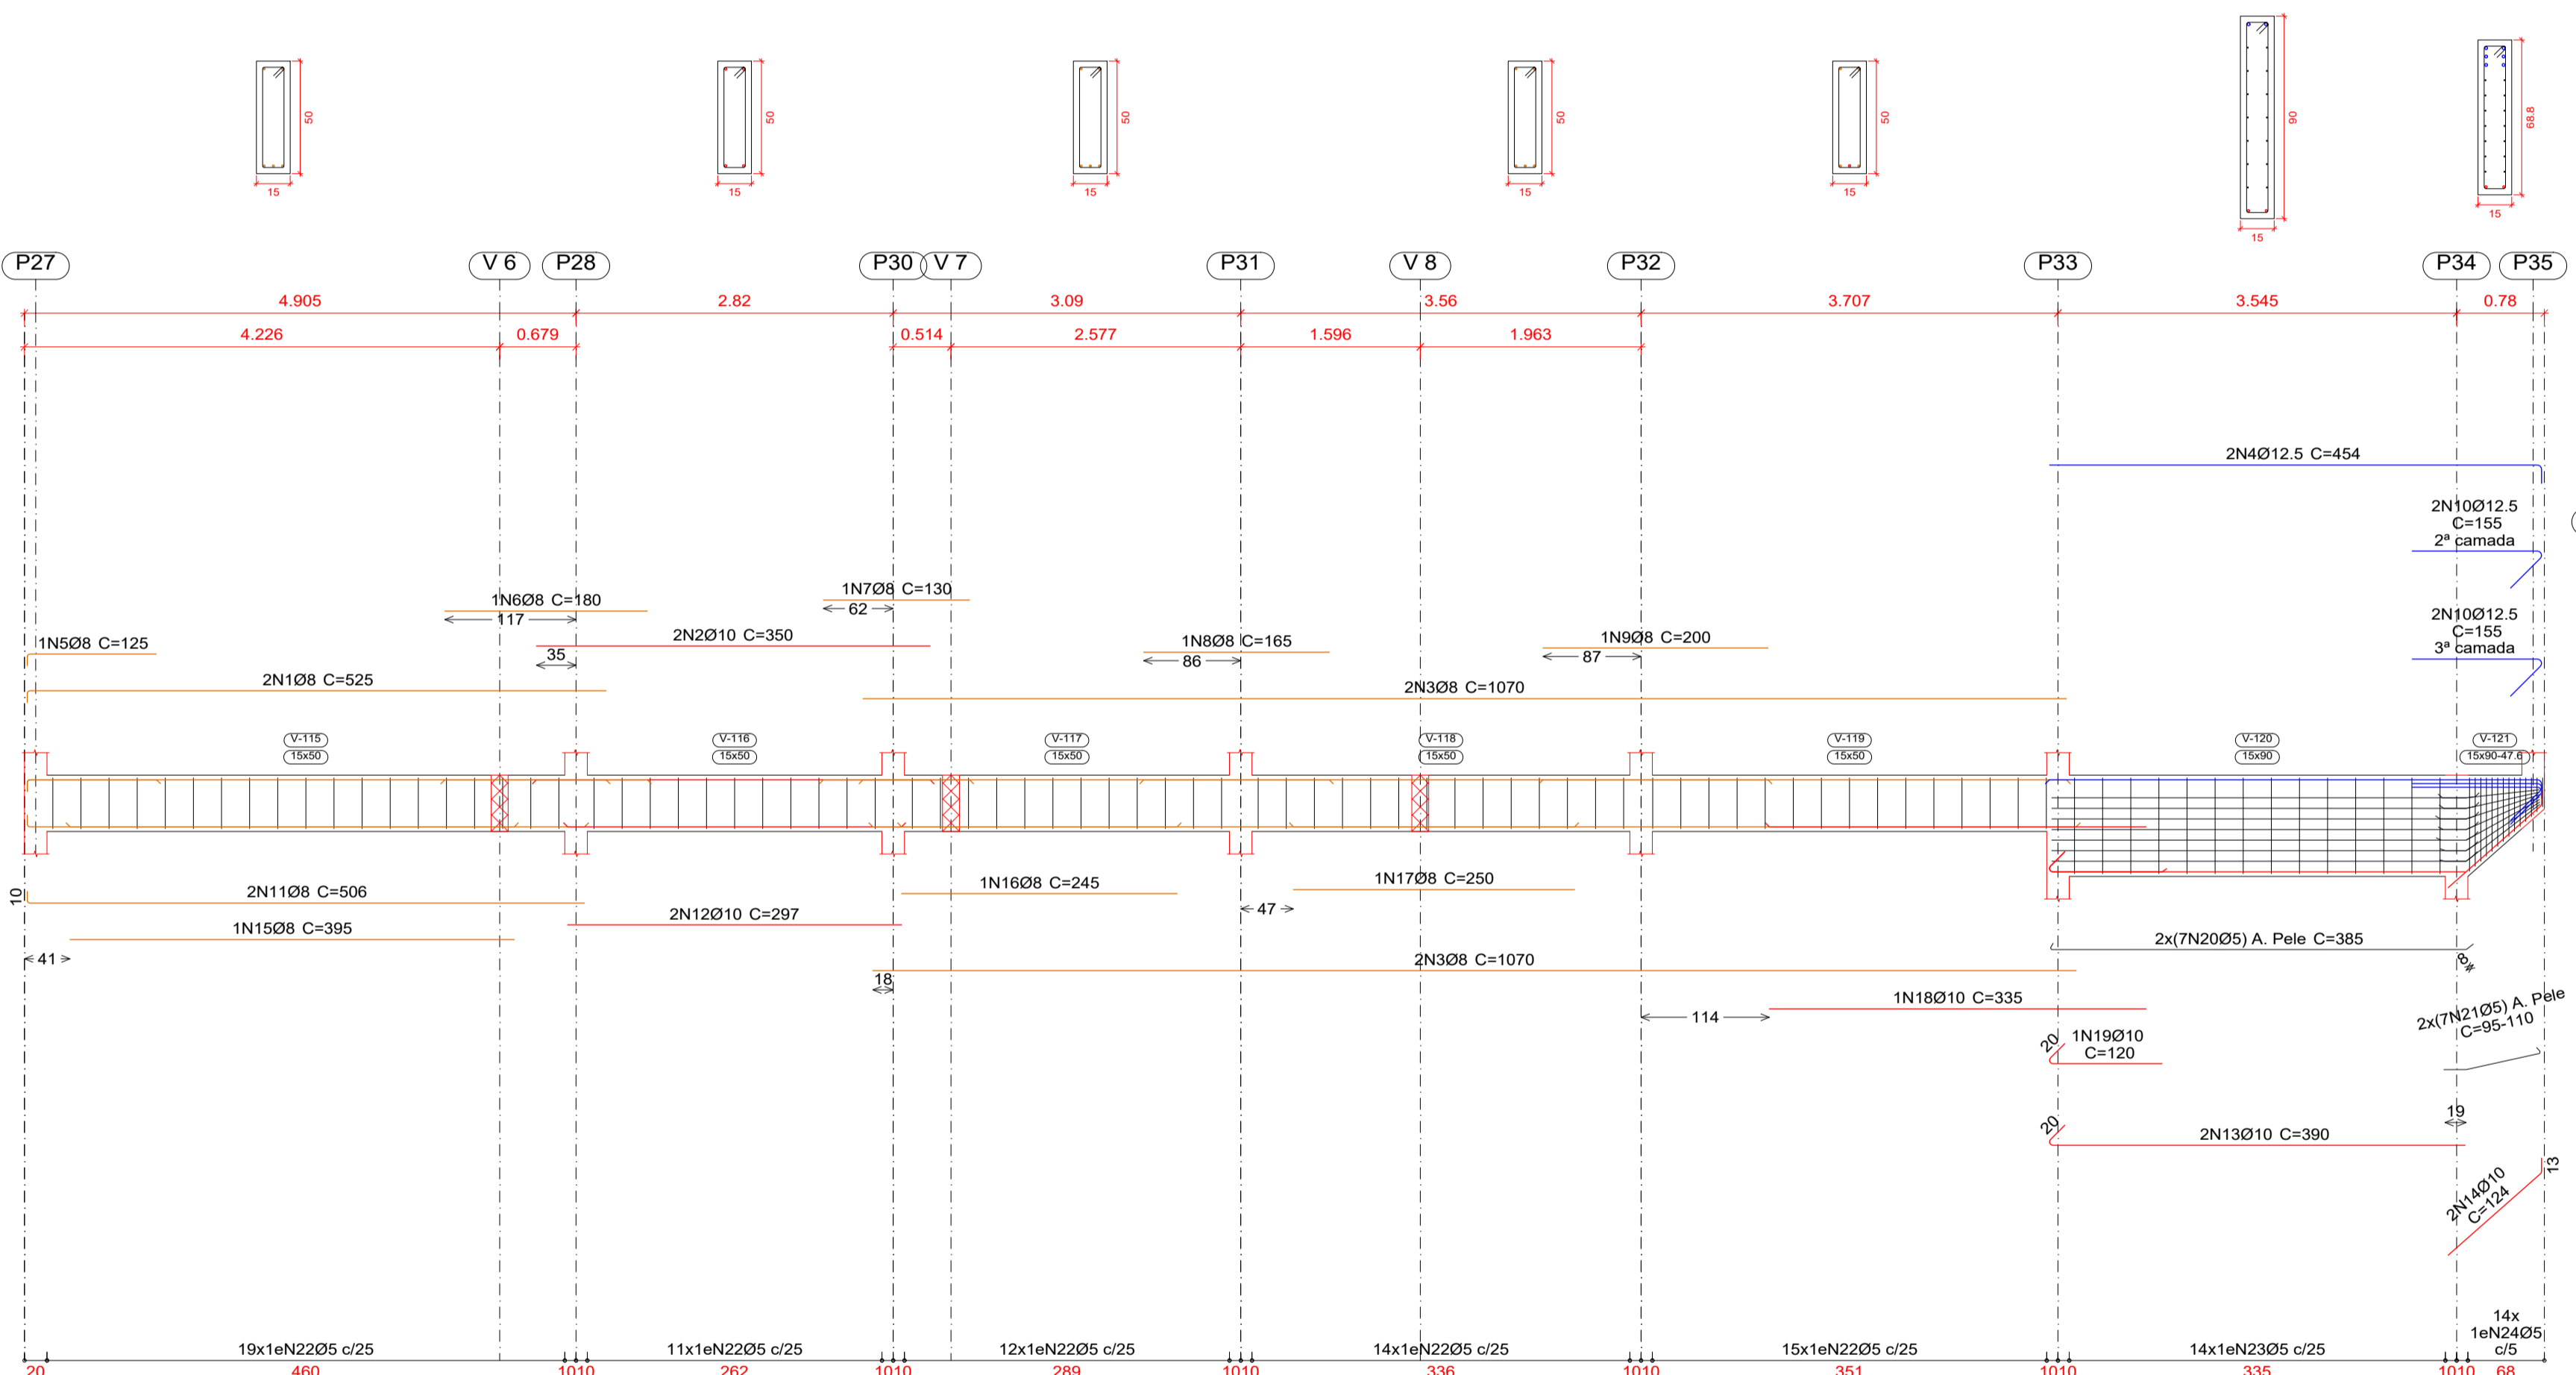 50
15
50
15
50
15
50
15
50
15
90
15
68.8
15
P27
V 6
P28
P30
V 7
P31
V 8
P32
P33
P34
P35
4.905
2.82
3.09
3.56
3.707
3.545
0.78
4.226
0.679
0.514
2.577
1.596
1.963
2N4Ø12.5 C=454
2N10Ø12.5
C=155
2ª camada
2N10Ø12.5
C=155
3ª camada
1N7Ø8 C=130
62
1N6Ø8 C=180
117
1N5Ø8 C=125
2N2Ø10 C=350
35
1N8Ø8 C=165
86
1N9Ø8 C=200
87
2N1Ø8 C=525
2N3Ø8 C=1070
V-115
15x50
V-116
15x50
V-117
15x50
V-118
15x50
V-119
15x50
V-120
15x90
V-121
15x90-47.6
10
2N11Ø8 C=506
1N15Ø8 C=395
41
2N12Ø10 C=297
1N16Ø8 C=245
47
1N17Ø8 C=250
2N3Ø8 C=1070
18
2x(7N20Ø5) A. Pele C=385
8
1N18Ø10 C=335
114
2x(7N21Ø5) A. Pele
C=95-110
20
1N19Ø10
C=120
19
20
2N13Ø10 C=390
13
2N14Ø10
C=124
19x1eN22Ø5 c/25
11x1eN22Ø5 c/25
12x1eN22Ø5 c/25
14x1eN22Ø5 c/25
15x1eN22Ø5 c/25
14x1eN23Ø5 c/25
14x
1eN24Ø5
c/5
20
460
1010
262
1010
289
1010
336
1010
351
1010
335
1010
68